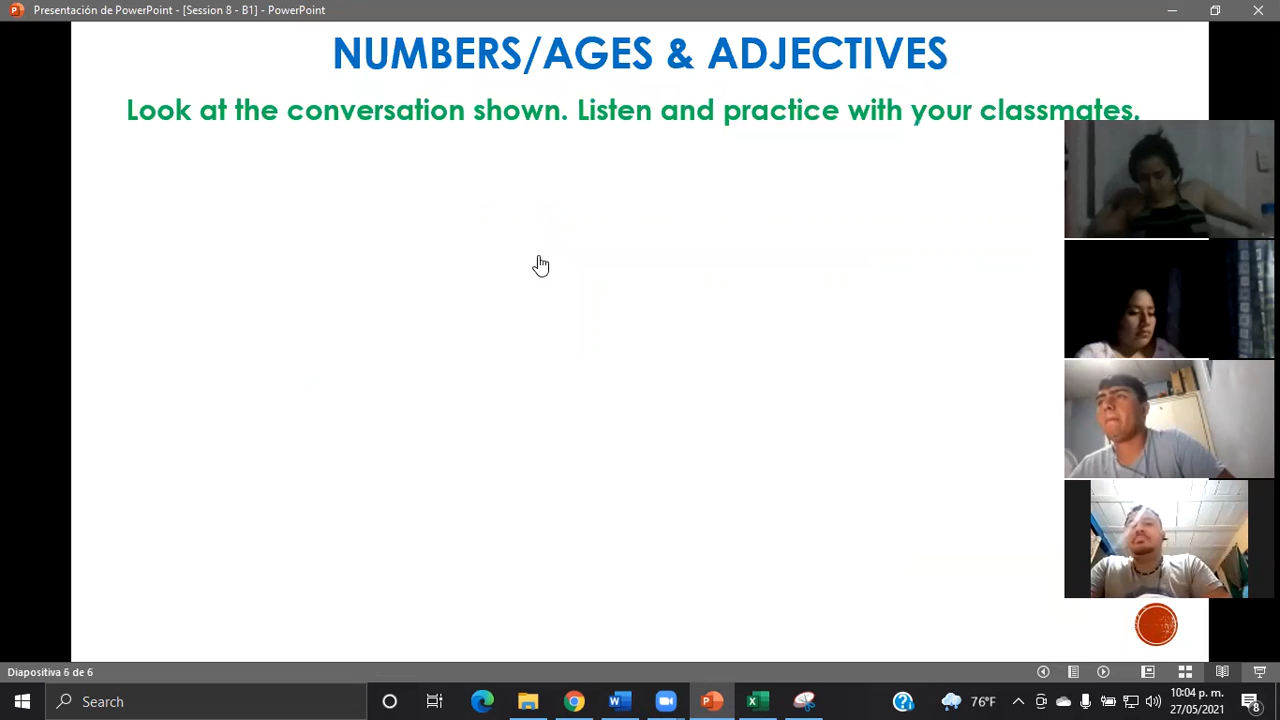 Presentación de PowerPoint - [Session 8 - B1] - PowerPoint
NUMBERS/AGES & ADJECTIVES
Look at the conversation shown. Listen and practice with your classmates.
Diapositiva 6 de 6
Search
76°F
10:04 p. m.
27/05/2021
8